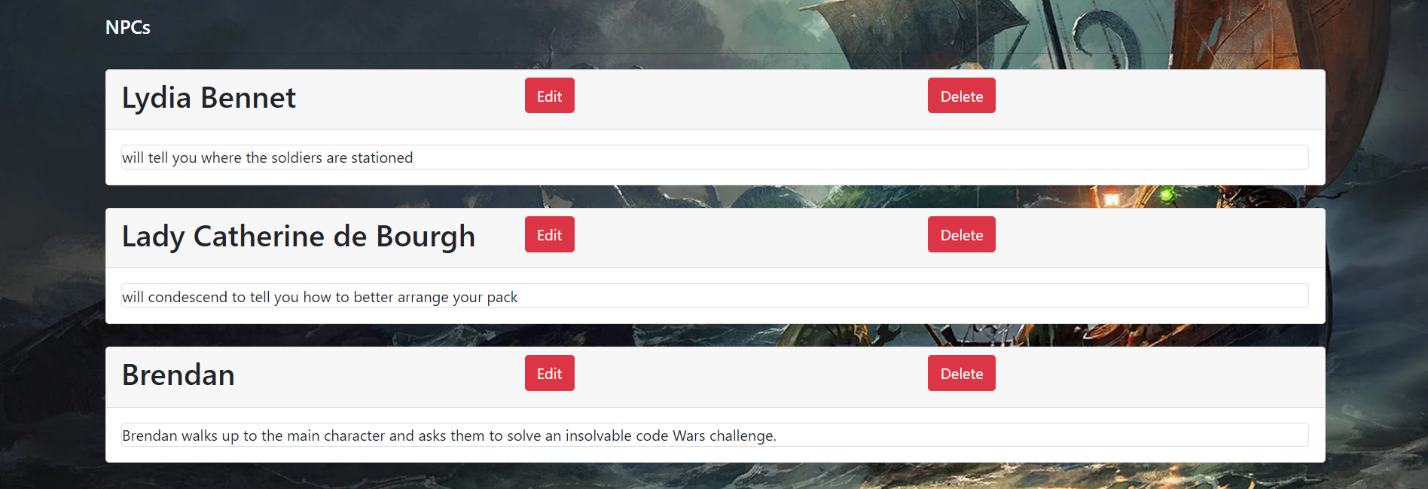 NPCs
Lydia Bennet Edit Delete
will tell you where the soldiers are stationed
Lady Catherine de Bourgh Edit Delete
will condescend to tell you how to better arrange your pack
Brendan Edit Delete
Brendan walks up to the main character and asks them to solve an insolvable code Wars challenge.